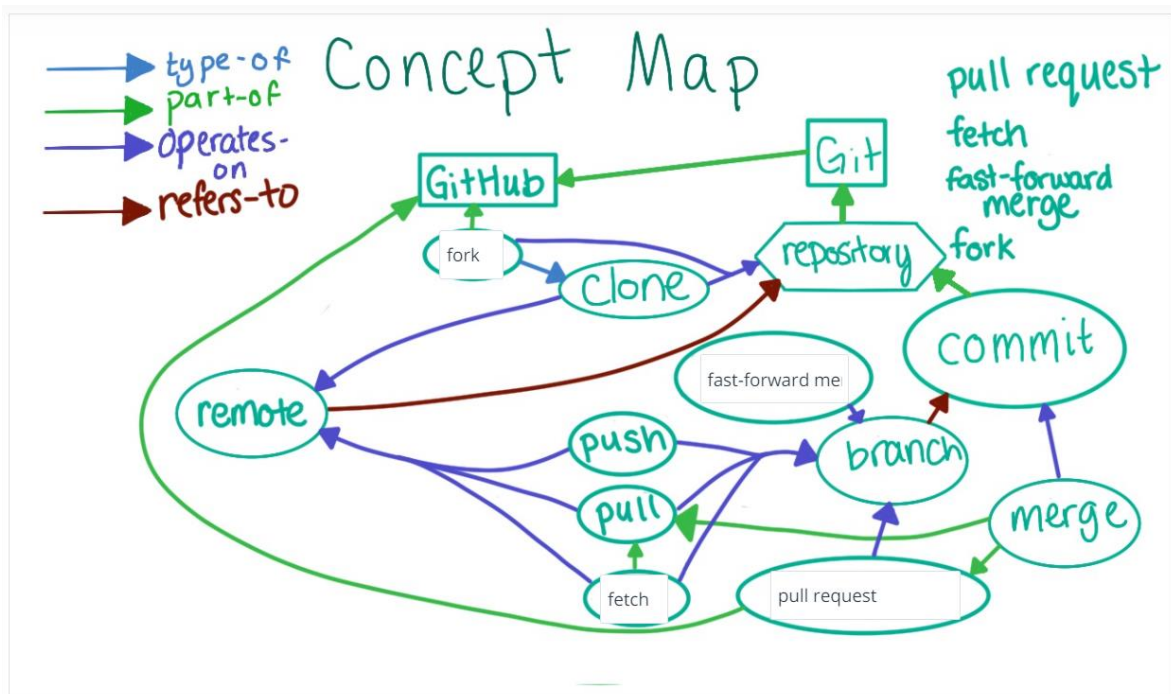 Concept Map
type-of
part-of
operates-
on
refers-to
pull request
fetch
fast-forward
merge
fork
GitHub
Git
fork
clone
repository
commit
fast-forward me
remote
push
branch
pull
merge
fetch
pull request